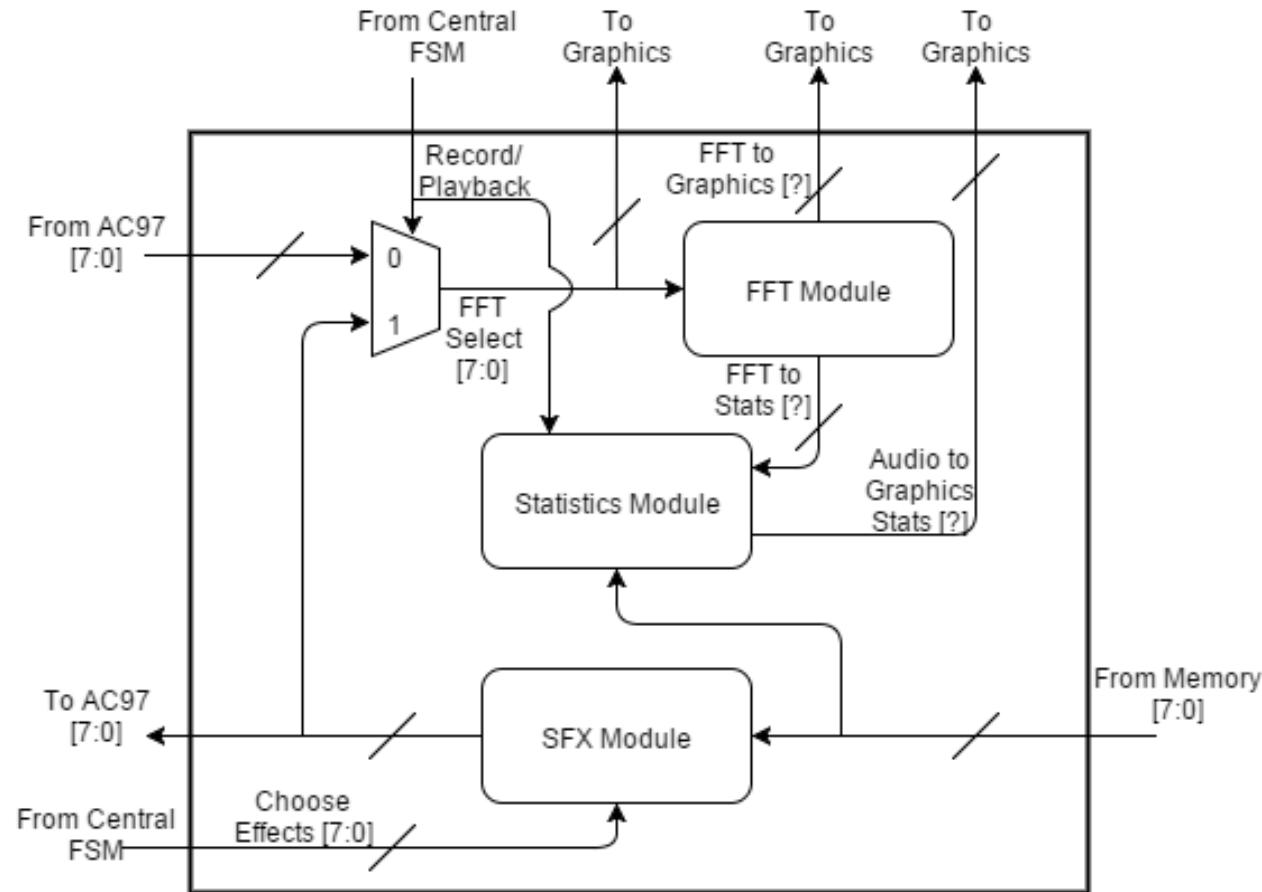 From Central
FSM
To
Graphics
To
Graphics
To
Graphics
Record/
Playback
FFT to
Graphics [?]
From AC97
[7:0]
0
1
FFT
Select
[7:0]
FFT Module
FFT to
Stats [?]
Statistics Module
Audio to
Graphics
Stats [?]
To AC97
[7:0]
SFX Module
From Memory
[7:0]
From Central
FSM
Choose
Effects [7:0]